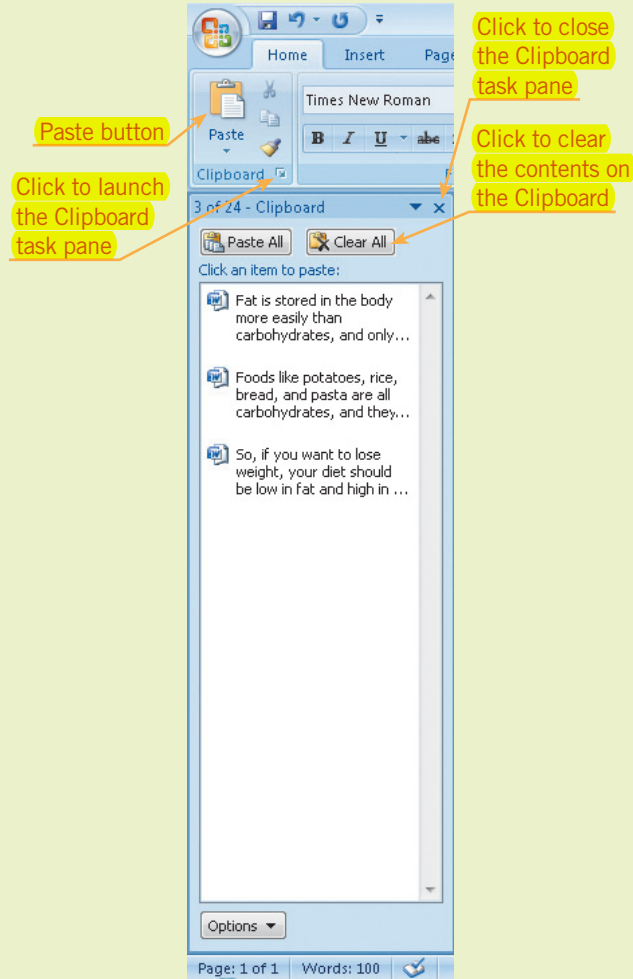 Home Insert Page
Times New Roman
Paste
B I U abc
Clipboard
3 of 24 - Clipboard
Paste All Clear All
Click an item to paste:
Fat is stored in the body
more easily than
carbohydrates, and only...
Foods like potatoes, rice,
bread, and pasta are all
carbohydrates, and they...
So, if you want to lose
weight, your diet should
be low in fat and high in ...
Options
Page: 1 of 1 Words: 100
Paste button
Click to launch
the Clipboard
task pane
Click to close
the Clipboard
task pane
Click to clear
the contents on
the Clipboard